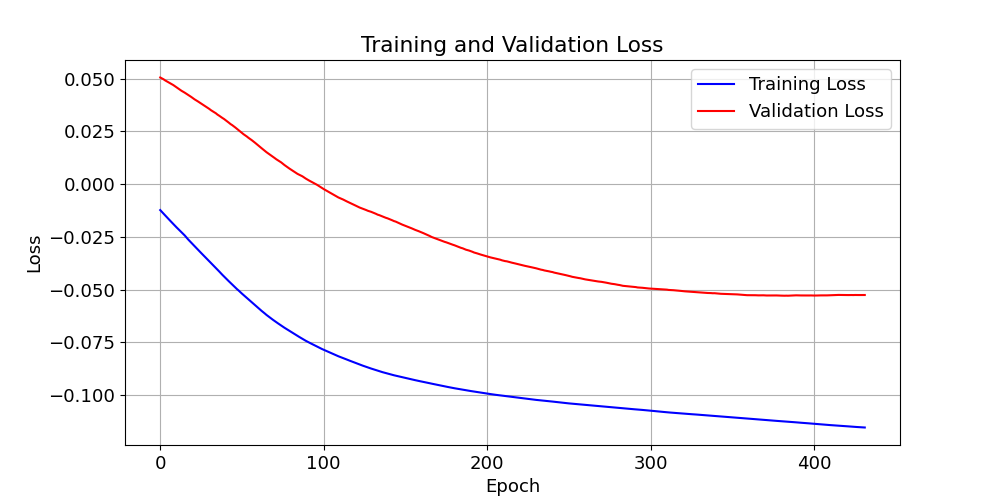 Training and Validation Loss
Training Loss
Validation Loss
0.050
0.025
0.000
−0.025
−0.050
−0.075
−0.100
Loss
0 100 200 300 400
Epoch